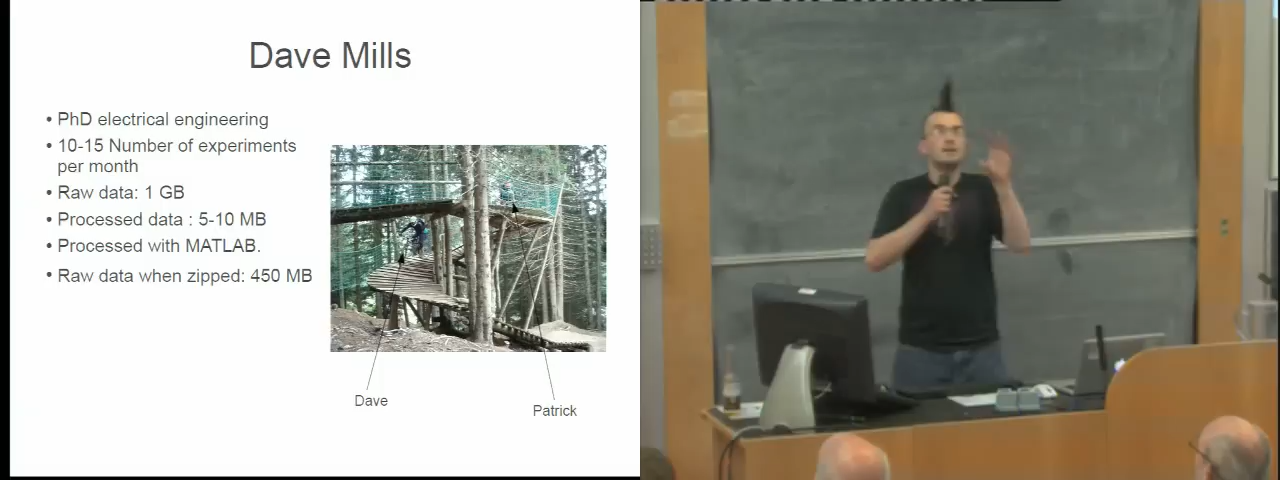 Dave Mills
• PhD electrical engineering
• 10-15 Number of experiments
per month
• Raw data: 1 GB
• Processed data : 5-10 MB
• Processed with MATLAB.
• Raw data when zipped: 450 MB
Dave
Patrick